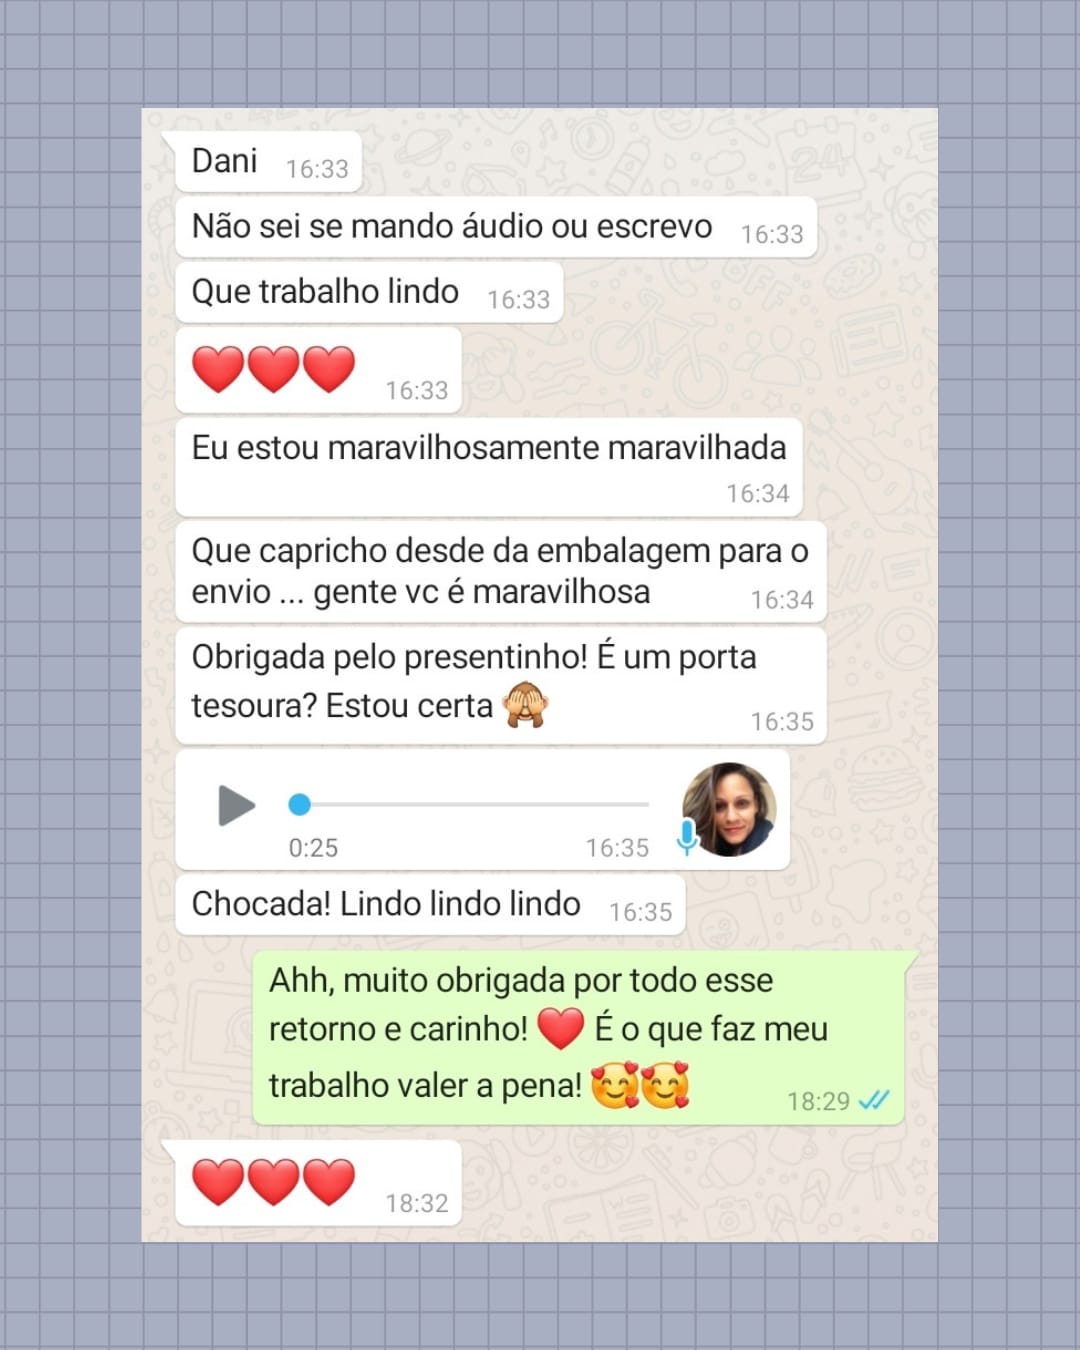 Dani 16:33
Não sei se mando áudio ou escrevo 16:33
Que trabalho lindo 16:33
❤️❤️❤️ 16:33
Eu estou maravilhosamente maravilhada
16:34
Que capricho desde da embalagem para o
envio ... gente vc é maravilhosa 16:34
Obrigada pelo presentinho! É um porta
tesoura? Estou certa 🙈 16:35
0:25 16:35
Chocada! Lindo lindo lindo 16:35
Ahh, muito obrigada por todo esse
retorno e carinho! ❤️ É o que faz meu
trabalho valer a pena! 🥰🥰 18:29
❤️❤️❤️ 18:32